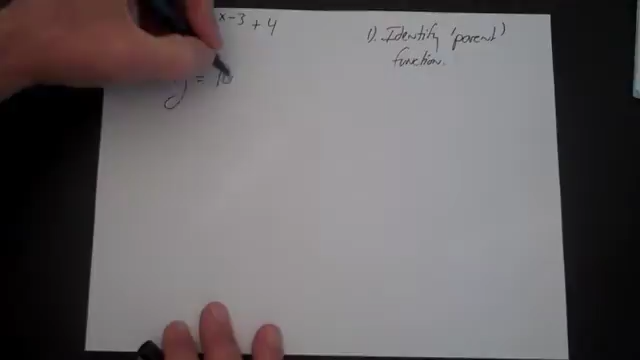 x-3 + 4
1). Identify 'parent'
function.
y = 10